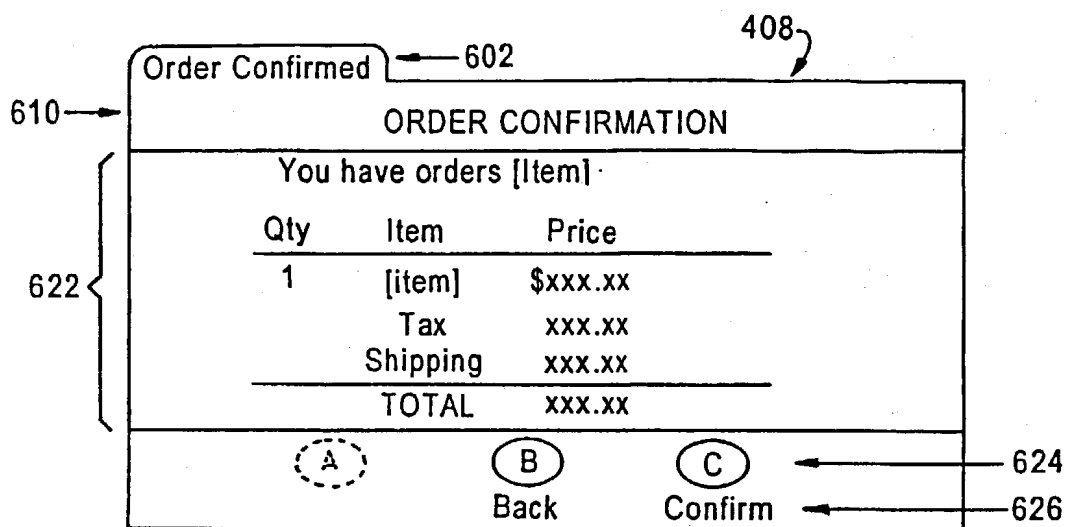 408
Order Confirmed 602
610 ORDER CONFIRMATION
You have orders [Item]
Qty Item Price
1 [item] $xxx.xx
622
Tax xxx.xx
Shipping xxx.xx
TOTAL xxx.xx
A B C 624
Back Confirm 626